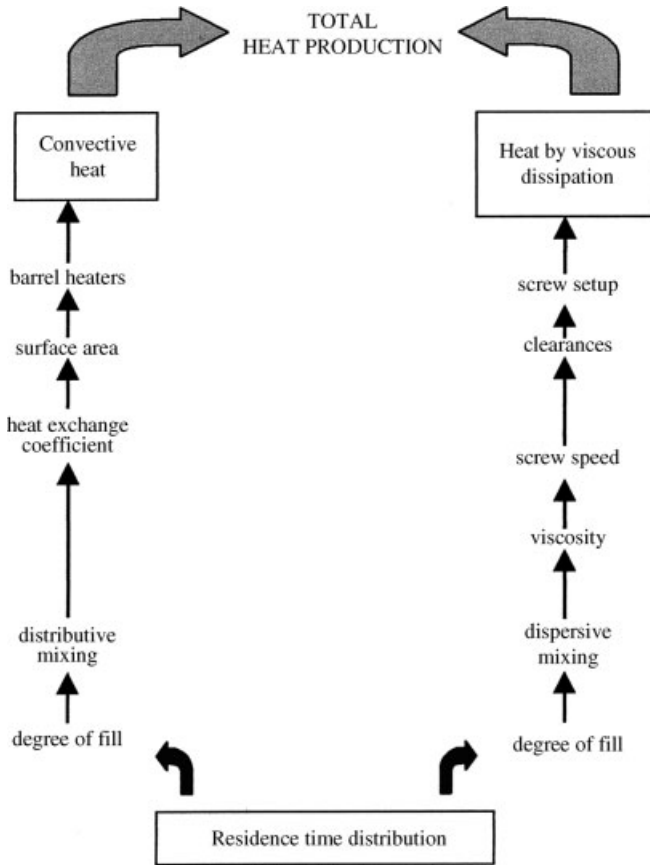 TOTAL
HEAT PRODUCTION
Convective
heat
barrel heaters
surface area
heat exchange
coefficient
distributive
mixing
degree of fill
Heat by viscous
dissipation
screw setup
clearances
screw speed
viscosity
dispersive
mixing
degree of fill
Residence time distribution